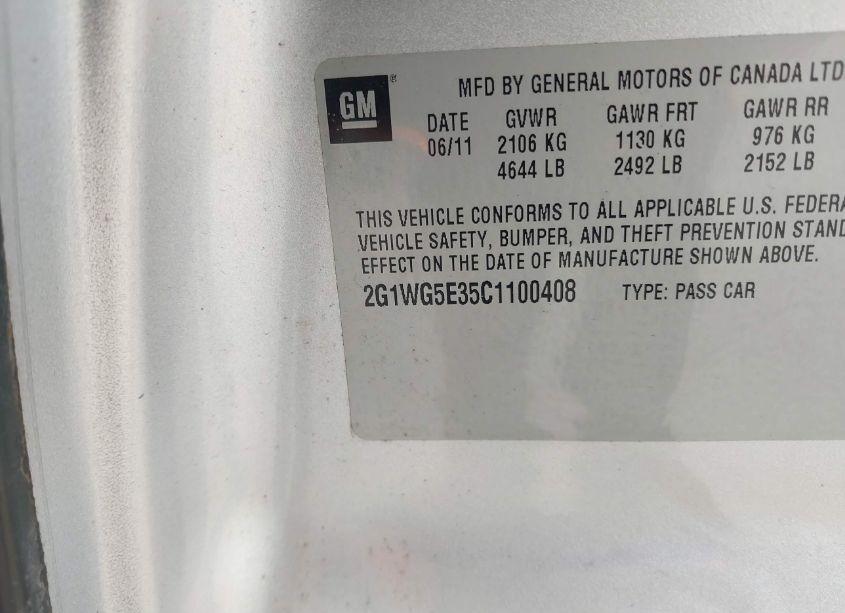 GM®
MFD BY GENERAL MOTORS OF CANADA LTD
DATE GVWR GAWR FRT GAWR RR
06/11 2106 KG 1130 KG 976 KG
4644 LB 2492 LB 2152 LB
THIS VEHICLE CONFORMS TO ALL APPLICABLE U.S. FEDERA
VEHICLE SAFETY, BUMPER, AND THEFT PREVENTION STAND
EFFECT ON THE DATE OF MANUFACTURE SHOWN ABOVE.
2G1WG5E35C1100408 TYPE: PASS CAR